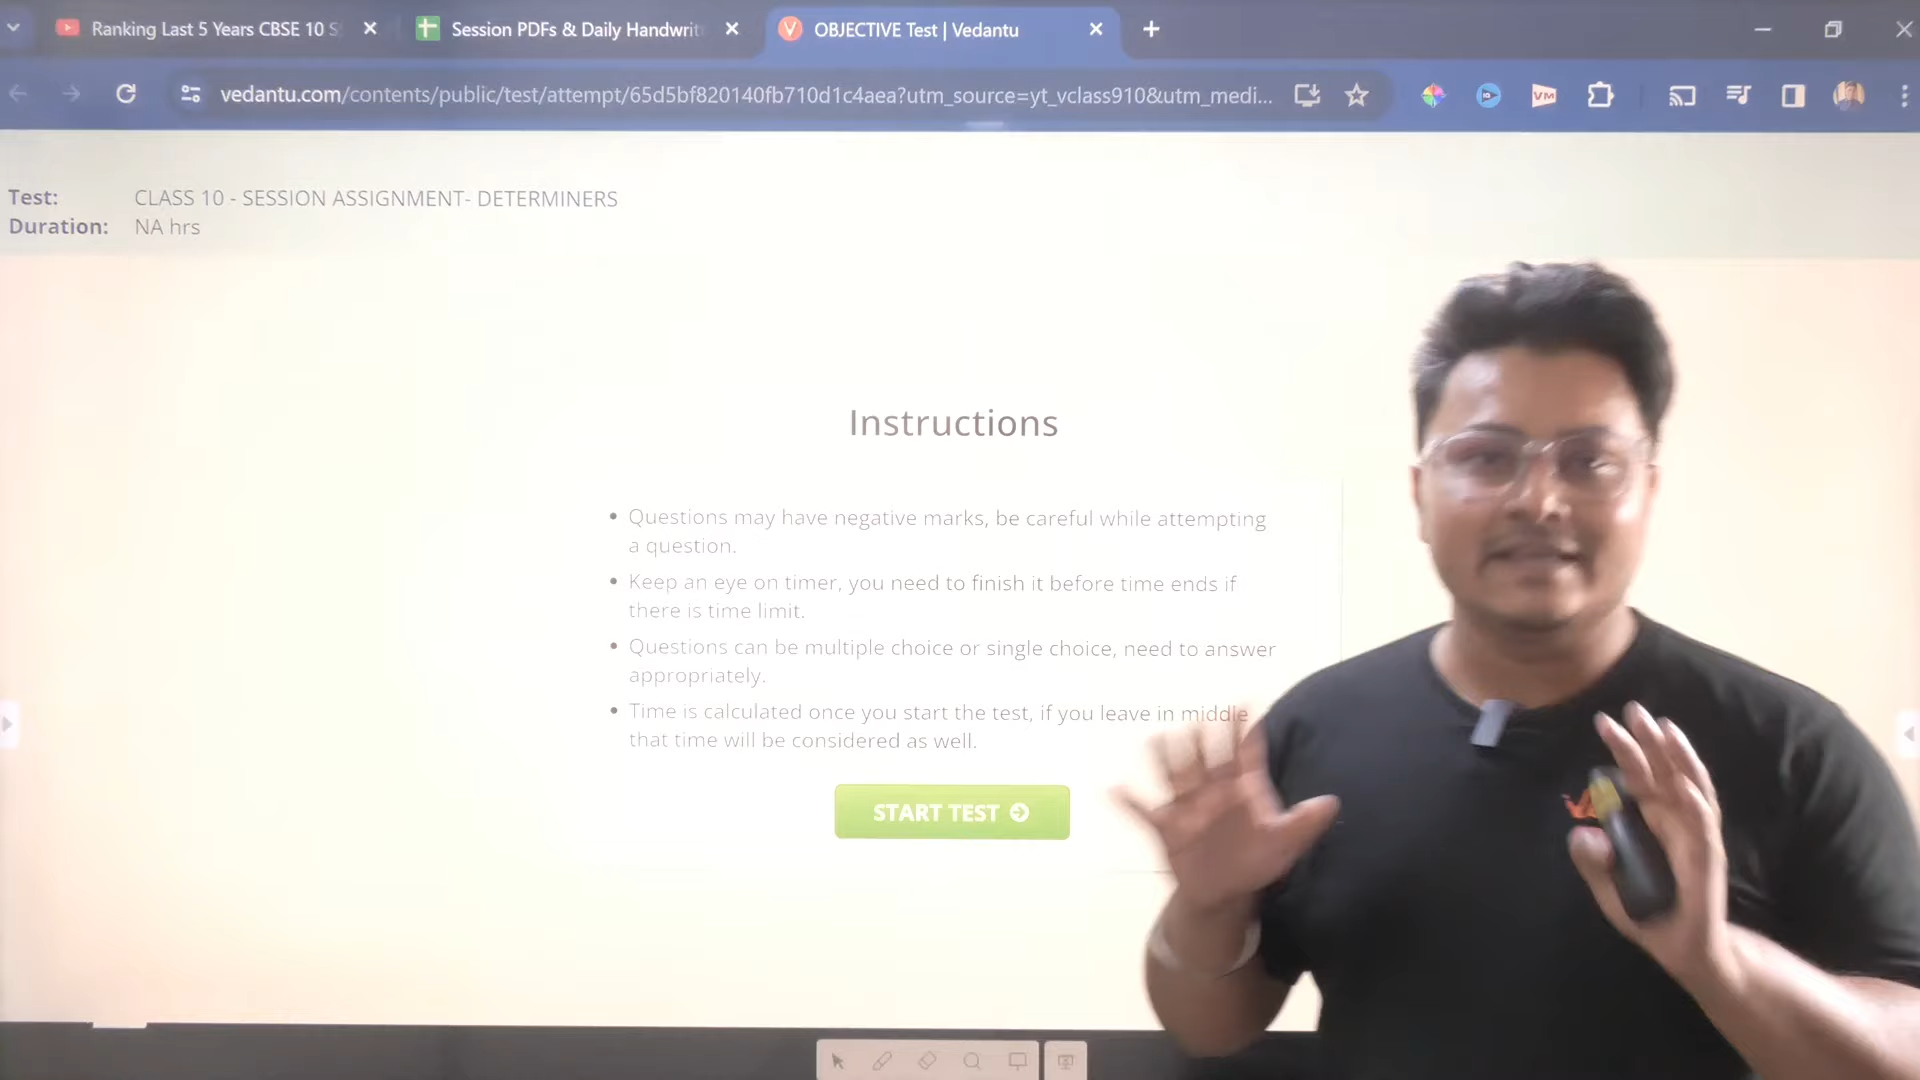 Ranking Last 5 Years CBSE 10 S
Session PDFs & Daily Handwrit
OBJECTIVE Test | Vedantu
vedantu.com/contents/public/test/attempt/65d5bf820140fb710d1c4aea?utm_source=yt_vclass910&utm_medi...
VM
Test: CLASS 10 - SESSION ASSIGNMENT- DETERMINERS
Duration: NA hrs
Instructions
• Questions may have negative marks, be careful while attempting
a question.
• Keep an eye on timer, you need to finish it before time ends if
there is time limit.
• Questions can be multiple choice or single choice, need to answer
appropriately.
• Time is calculated once you start the test, if you leave in middle
that time will be considered as well.
START TEST